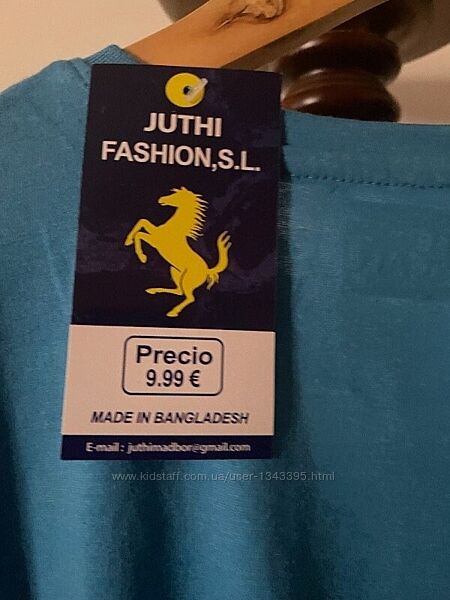 JUTHI
FASHION,S.L.
Precio
9.99 €
MADE IN BANGLADESH
E-mail : juthimadbor@gmail.com
www.kidstaff.com.ua/user-1343395.html